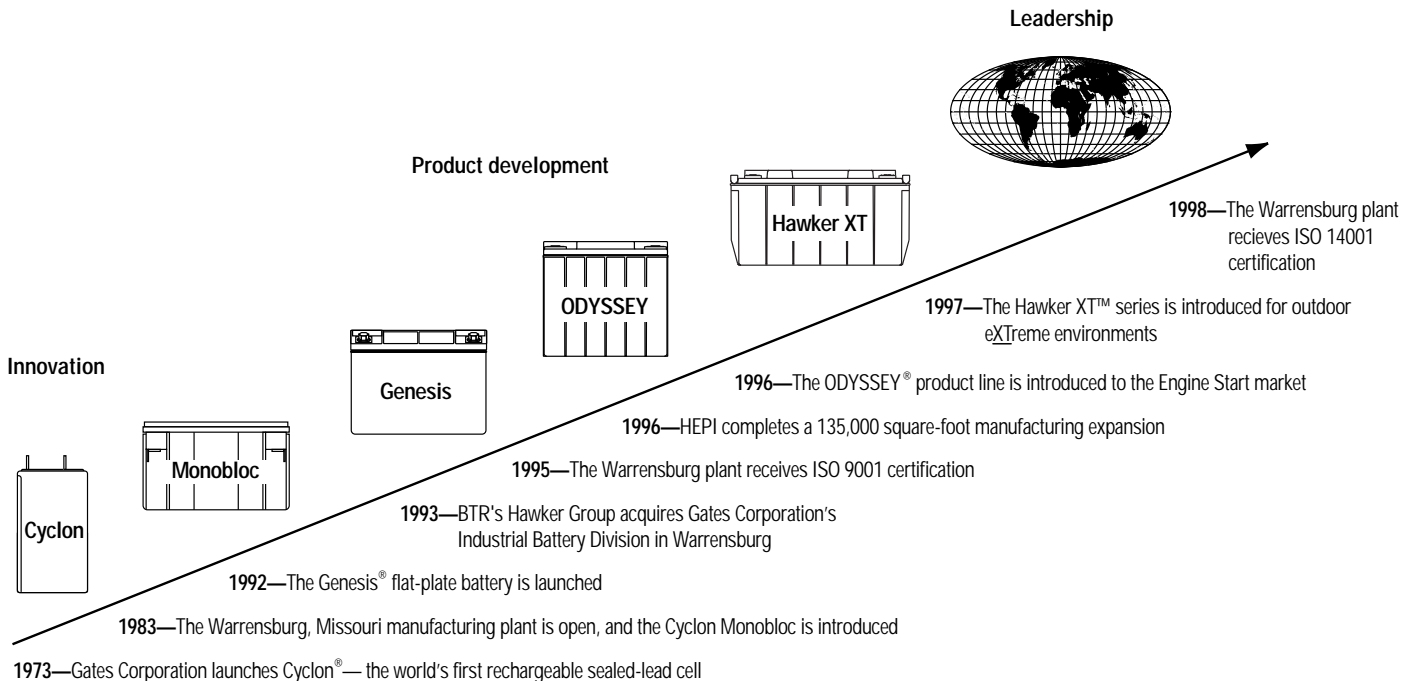 Leadership
Product development
Hawker XT
1998—The Warrensburg plant
recieves ISO 14001
certification
ODYSSEY
1997—The Hawker XT™ series is introduced for outdoor
eXTreme environments
Innovation
Genesis
1996—The ODYSSEY® product line is introduced to the Engine Start market
1996—HEPI completes a 135,000 square-foot manufacturing expansion
Monobloc
1995—The Warrensburg plant receives ISO 9001 certification
Cyclon
1993—BTR's Hawker Group acquires Gates Corporation’s
Industrial Battery Division in Warrensburg
1992—The Genesis® flat-plate battery is launched
1983—The Warrensburg, Missouri manufacturing plant is open, and the Cyclon Monobloc is introduced
1973—Gates Corporation launches Cyclon®— the world’s first rechargeable sealed-lead cell